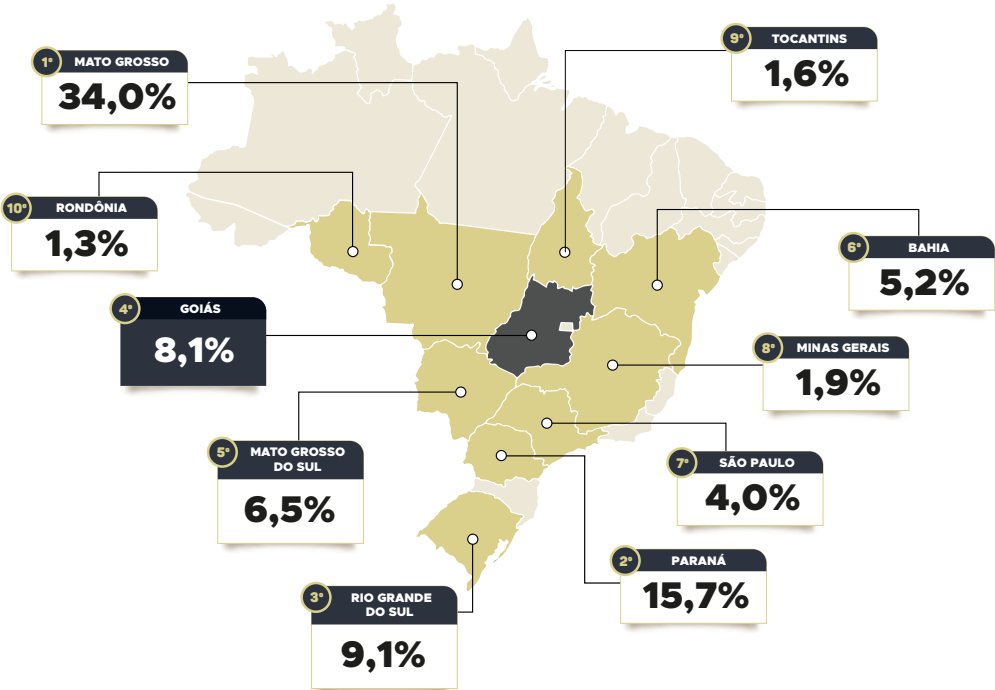 1º MATO GROSSO
34,0%
9º TOCANTINS
1,6%
10º RONDÔNIA
1,3%
6º BAHIA
5,2%
4º GOIÁS
8,1%
8º MINAS GERAIS
1,9%
5º MATO GROSSO
DO SUL
6,5%
7º SÃO PAULO
4,0%
2º PARANÁ
15,7%
3º RIO GRANDE
DO SUL
9,1%